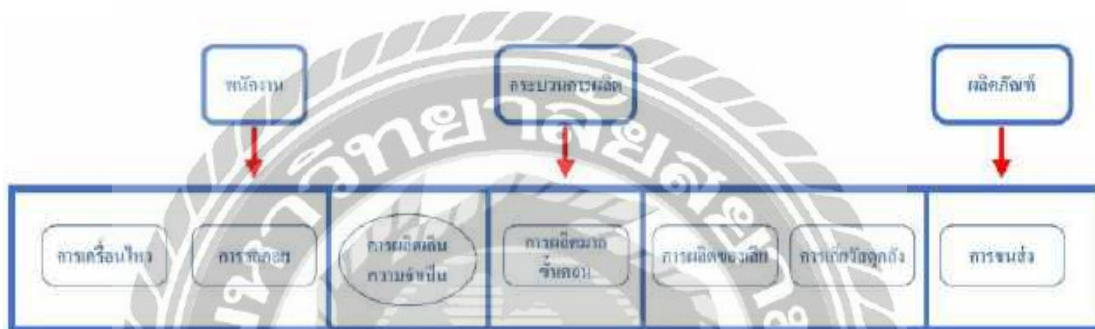 พนักงาน
กระบวนการผลิต
ผลิตภัณฑ์
การเครื่อนไหว
การรอคอย
การผลิตเกิน
ความจำเป็น
การผลิตมาก
ขั้นตอน
การผลิตของเสีย
การเก็บวัสดุคงคลัง
การขนส่ง